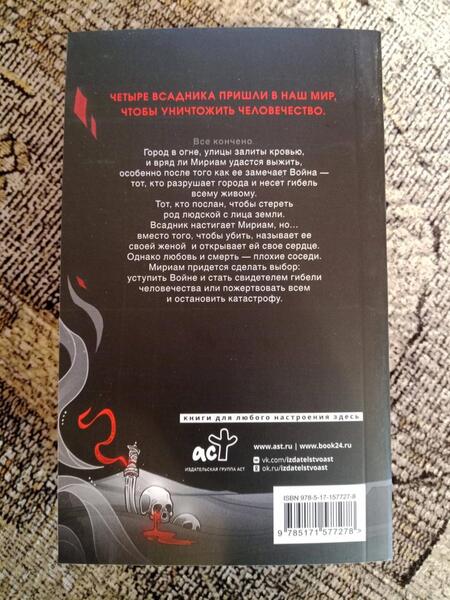 ЧЕТЫРЕ ВСАДНИКА ПРИШЛИ В НАШ МИР,
ЧТОБЫ УНИЧТОЖИТЬ ЧЕЛОВЕЧЕСТВО.
Все кончено
Город в огне, улицы залиты кровью,
и вряд ли Мириам удастся выжить,
особенно после того как ее замечает Война —
тот, кто разрушает города и несет гибель
всему живому.
Тот, кто послан, чтобы стереть
род людской с лица земли.
Всадник настигает Мириам, но...
вместо того, чтобы убить, называет ее
своей женой и открывает ей свое сердце.
Однако любовь и смерть — плохие соседи.
Мириам придется сделать выбор:
уступить Войне и стать свидетелем гибели
человечества или пожертвовать всем
и остановить катастрофу.
книги для любого настроения здесь
аст
ИЗДАТЕЛЬСКАЯ ГРУППА АСТ
www.ast.ru | www.book24.ru
vk.com/izdatelstvoast
ok.ru/izdatelstvoast
ISBN 978-5-17-157727-8
9 785171 577278 >